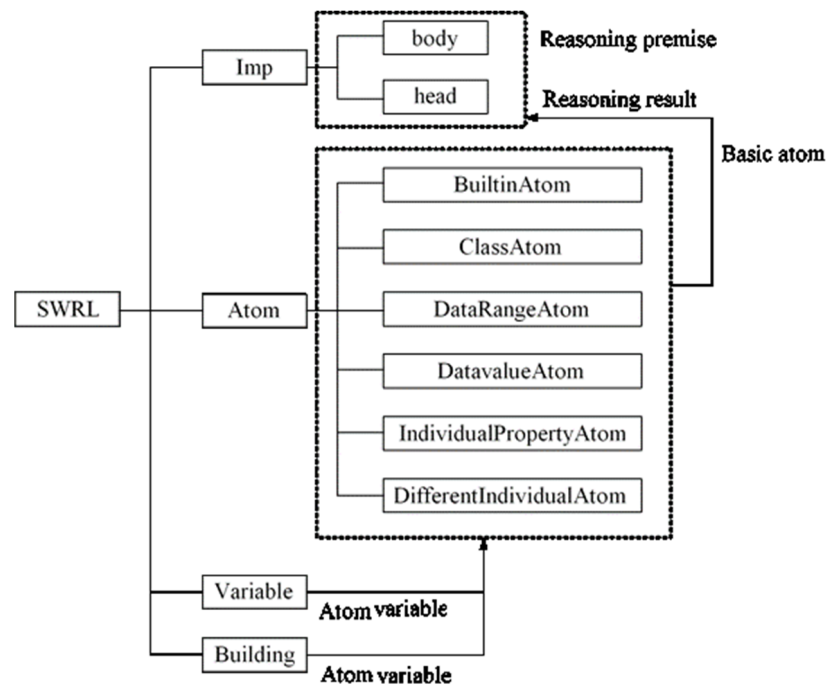 body
Reasoning premise
Imp
head
Reasoning result
Basic atom
BuiltinAtom
ClassAtom
SWRL
Atom
DataRangeAtom
DatavalueAtom
IndividualPropertyAtom
DifferentIndividualAtom
Variable
Atom variable
Building
Atom variable